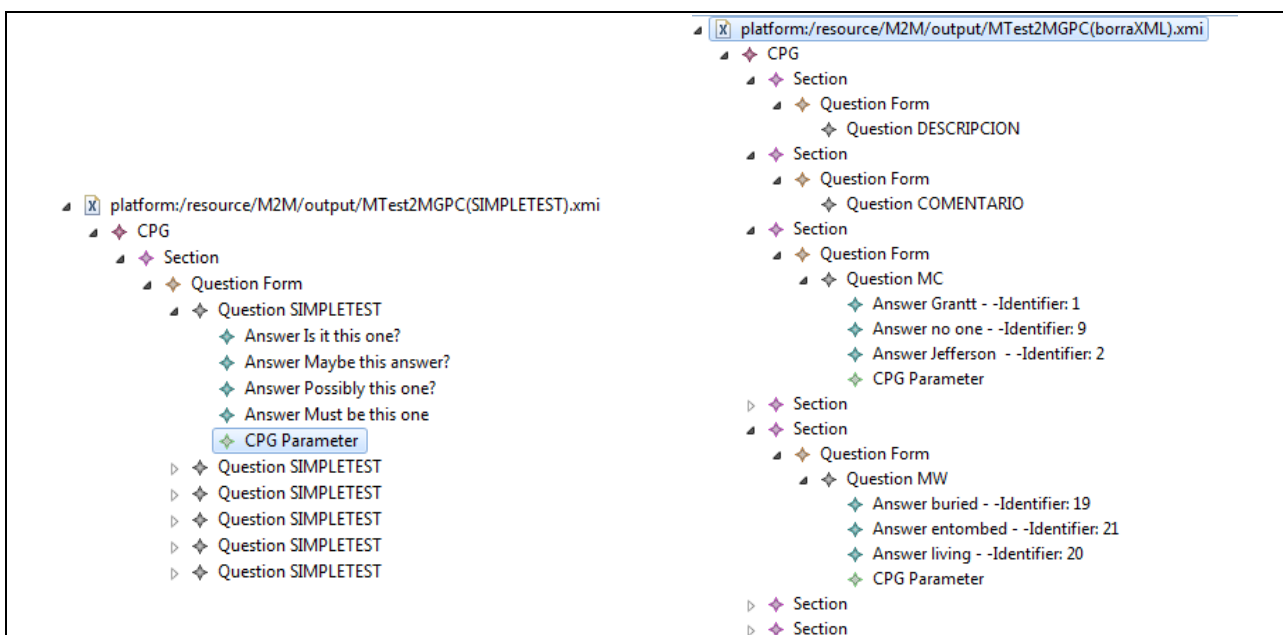 platform:/resource/M2M/output/MTest2MGPC(SIMPLETEST).xmi
CPG
Section
Question Form
Question SIMPLETEST
Answer Is it this one?
Answer Maybe this answer?
Answer Possibly this one?
Answer Must be this one
CPG Parameter
Question SIMPLETEST
Question SIMPLETEST
Question SIMPLETEST
Question SIMPLETEST
Question SIMPLETEST
platform:/resource/M2M/output/MTest2MGPC(borraXML).xmi
CPG
Section
Question Form
Question DESCRIPCION
Section
Question Form
Question COMENTARIO
Section
Question Form
Question MC
Answer Grantt - -Identifier: 1
Answer no one - -Identifier: 9
Answer Jefferson - -Identifier: 2
CPG Parameter
Section
Section
Question Form
Question MW
Answer buried - -Identifier: 19
Answer entombed - -Identifier: 21
Answer living - -Identifier: 20
CPG Parameter
Section
Section